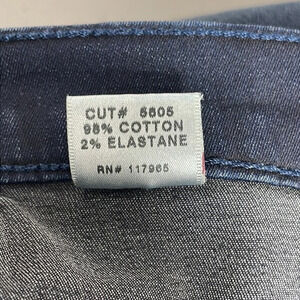 CUT# 5605
98% COTTON
2% ELASTANE
RN# 117965